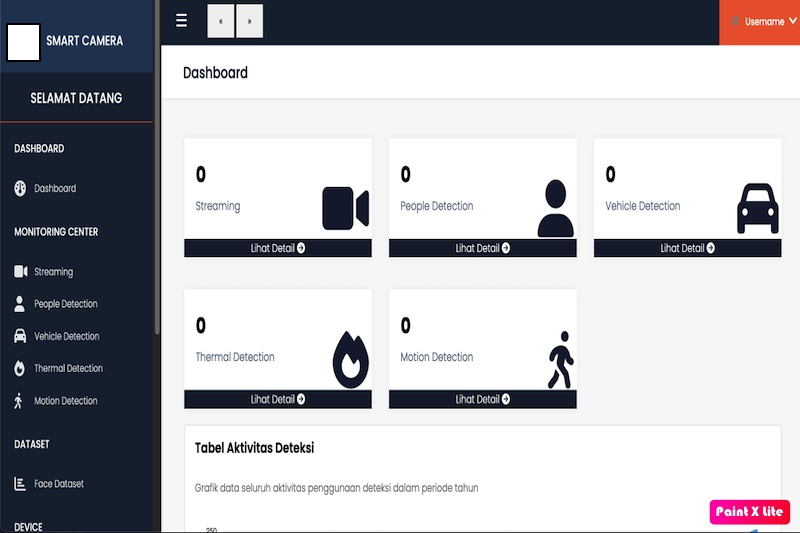 SMART CAMERA
« »
Username
SELAMAT DATANG
Dashboard
DASHBOARD
Dashboard
MONITORING CENTER
Streaming
People Detection
Vehicle Detection
Thermal Detection
Motion Detection
DATASET
Face Dataset
DEVICE
0
Streaming
Lihat Detail
0
People Detection
Lihat Detail
0
Vehicle Detection
Lihat Detail
0
Thermal Detection
Lihat Detail
0
Motion Detection
Lihat Detail
Tabel Aktivitas Deteksi
Grafik data seluruh aktivitas penggunaan deteksi dalam periode tahun
250
Paint X Lite